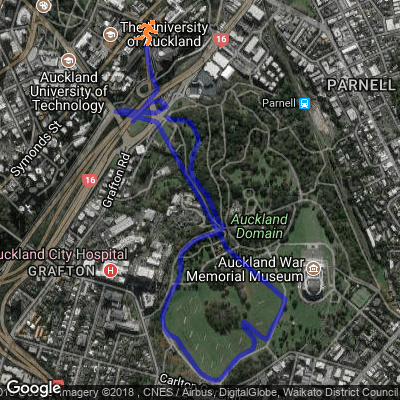 The University
of Auckland
16
Auckland
University of
Technology
PARNELL
Parnell
Symonds St
Grafton Rd
16
Auckland
Domain
Auckland City Hospital
GRAFTON
H
Auckland War
Memorial Museum
Google
Imagery ©2018 , CNES / Airbus, DigitalGlobe, Waikato District Council